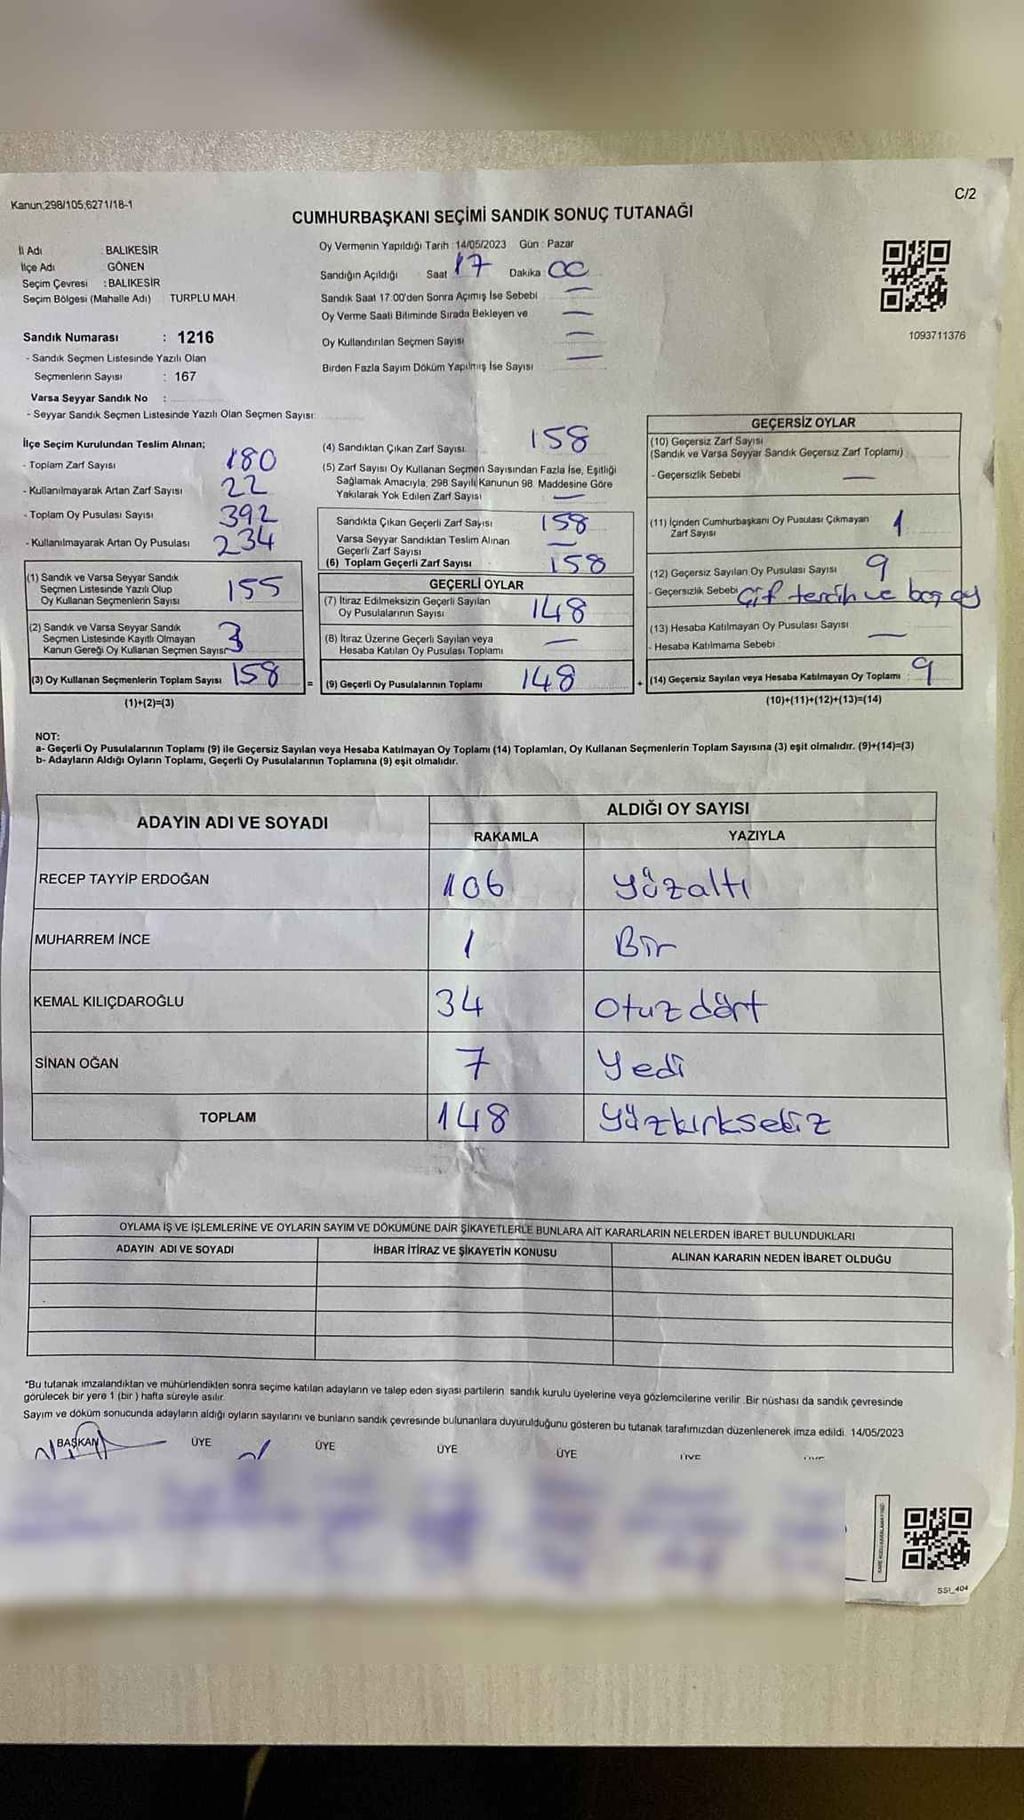 Kanun;298/105;6271/18-1
C/2
CUMHURBAŞKANI SEÇİMİ SANDIK SONUÇ TUTANAĞI
İl Adı : BALIKESİR
İlçe Adı : GÖNEN
Seçim Çevresi : BALIKESİR
Seçim Bölgesi (Mahalle Adı) TURPLU MAH.
Oy Vermenin Yapıldığı Tarih : 14/05/2023 Gün : Pazar
Sandığın Açıldığı Saat 17 Dakika : 00
Sandık Saat 17:00'den Sonra Açımış İse Sebebi —
Oy Verme Saati Bitiminde Sırada Bekleyen ve —
Oy Kullandırılan Seçmen Sayısı —
Birden Fazla Sayım Döküm Yapılmış İse Sayısı —
1093711376
Sandık Numarası : 1216
- Sandık Seçmen Listesinde Yazılı Olan
Seçmenlerin Sayısı : 167
Varsa Seyyar Sandık No :
- Seyyar Sandık Seçmen Listesinde Yazılı Olan Seçmen Sayısı:
İlçe Seçim Kurulundan Teslim Alınan;
- Toplam Zarf Sayısı 180
- Kullanılmayarak Artan Zarf Sayısı 22
- Toplam Oy Pusulası Sayısı 392
- Kullanılmayarak Artan Oy Pusulası 234
(1) Sandık ve Varsa Seyyar Sandık
Seçmen Listesinde Yazılı Olup
Oy Kullanan Seçmenlerin Sayısı 155
(2) Sandık ve Varsa Seyyar Sandık
Seçmen Listesinde Kayıtlı Olmayan
Kanun Gereği Oy Kullanan Seçmen Sayısı 3
(3) Oy Kullanan Seçmenlerin Toplam Sayısı 158
(1)+(2)=(3)
(4) Sandıktan Çıkan Zarf Sayısı 158
(5) Zarf Sayısı Oy Kullanan Seçmen Sayısından Fazla İse, Eşitliği
Sağlamak Amacıyla, 298 Sayılı Kanunun 98. Maddesine Göre
Yakılarak Yok Edilen Zarf Sayısı —
Sandıkta Çıkan Geçerli Zarf Sayısı 158
Varsa Seyyar Sandıktan Teslim Alınan
Geçerli Zarf Sayısı —
(6) Toplam Geçerli Zarf Sayısı 158
GEÇERLİ OYLAR
(7) İtiraz Edilmeksizin Geçerli Sayılan
Oy Pusulalarının Sayısı 148
(8) İtiraz Üzerine Geçerli Sayılan veya
Hesaba Katılan Oy Pusulası Toplamı —
= (9) Geçerli Oy Pusulalarının Toplamı 148 +
GEÇERSİZ OYLAR
(10) Geçersiz Zarf Sayısı
(Sandık ve Varsa Seyyar Sandık Geçersiz Zarf Toplamı)
- Geçersizlik Sebebi —
(11) İçinden Cumhurbaşkanı Oy Pusulası Çıkmayan
Zarf Sayısı 1
(12) Geçersiz Sayılan Oy Pusulası Sayısı 9
- Geçersizlik Sebebi Çif tercih ve boş oy
(13) Hesaba Katılmayan Oy Pusulası Sayısı —
- Hesaba Katılmama Sebebi
(14) Geçersiz Sayılan veya Hesaba Katılmayan Oy Toplamı : 9
(10)+(11)+(12)+(13)=(14)
NOT:
a- Geçerli Oy Pusulalarının Toplamı (9) ile Geçersiz Sayılan veya Hesaba Katılmayan Oy Toplamı (14) Toplamları, Oy Kullanan Seçmenlerin Toplam Sayısına (3) eşit olmalıdır. (9)+(14)=(3)
b- Adayların Aldığı Oyların Toplamı, Geçerli Oy Pusulalarının Toplamına (9) eşit olmalıdır.
ADAYIN ADI VE SOYADI
ALDIĞI OY SAYISI
RAKAMLA YAZIYLA
RECEP TAYYİP ERDOĞAN 106 Yüzaltı
MUHARREM İNCE 1 Bir
KEMAL KILIÇDAROĞLU 34 Otuz dört
SİNAN OĞAN 7 Yedi
TOPLAM 148 Yüzkırksekiz
OYLAMA İŞ VE İŞLEMLERİNE VE OYLARIN SAYIM VE DÖKÜMÜNE DAİR ŞİKAYETLERLE BUNLARA AİT KARARLARIN NELERDEN İBARET BULUNDUKLARI
ADAYIN ADI VE SOYADI İHBAR İTİRAZ VE ŞİKAYETİN KONUSU ALINAN KARARIN NEDEN İBARET OLDUĞU
*Bu tutanak imzalandıktan ve mühürlendikten sonra seçime katılan adayların ve talep eden siyasi partilerin sandık kurulu üyelerine veya gözlemcilerine verilir. Bir nüshası da sandık çevresinde
görülecek bir yere 1 (bir ) hafta süreyle asılır.
Sayım ve döküm sonucunda adayların aldığı oyların sayılarını ve bunların sandık çevresinde bulunanlara duyurulduğunu gösteren bu tutanak tarafımızdan düzenlenerek imza edildi. 14/05/2023
BAŞKAN ÜYE ÜYE ÜYE ÜYE ÜYE
SSI_404